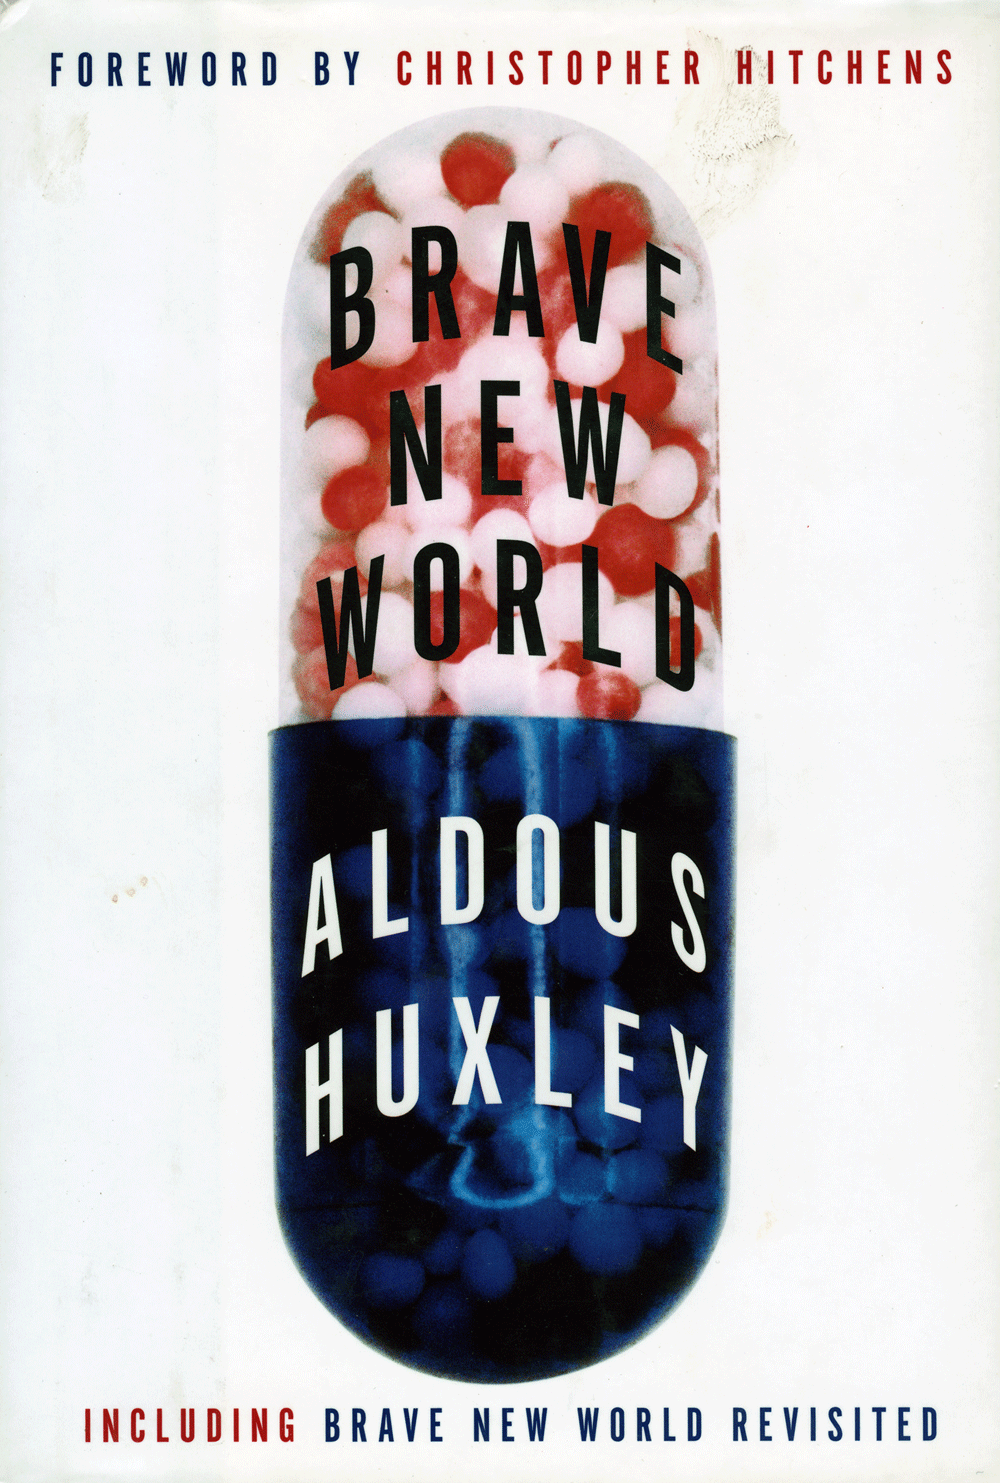 FOREWORD BY CHRISTOPHER HITCHENS
BRAVE
NEW
WORLD
ALDOUS
HUXLEY
INCLUDING BRAVE NEW WORLD REVISITED